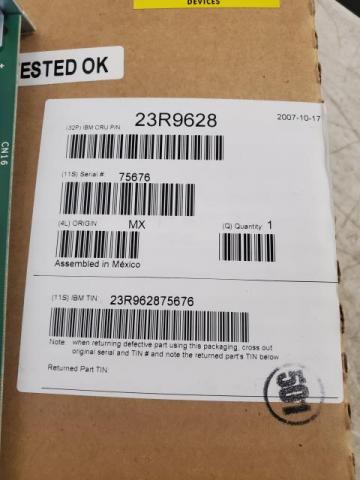 DEVICES
TESTED OK
CN16
23R9628
2007-10-17
(32P) IBM CRU P/N
(11S) Serial # 75676
(4L) ORIGIN MX
(Q) Quantity 1
Assembled in México
(11S) IBM TIN 23R962875676
Note: when returning defective part using this packaging, cross out
original serial and TIN # and note the returned part's TIN below
Returned Part TIN:
501